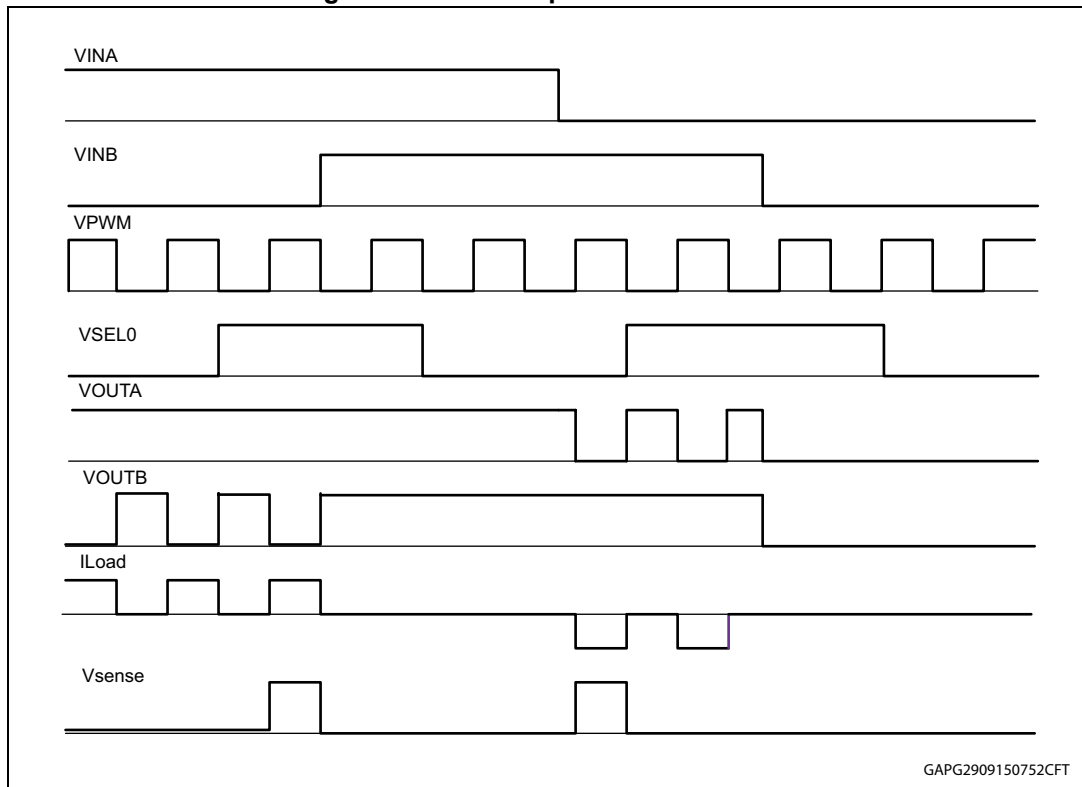 VINA
VINB
VPWM
VSEL0
VOUTA
VOUTB
ILoad
Vsense
GAPG2909150752CFT